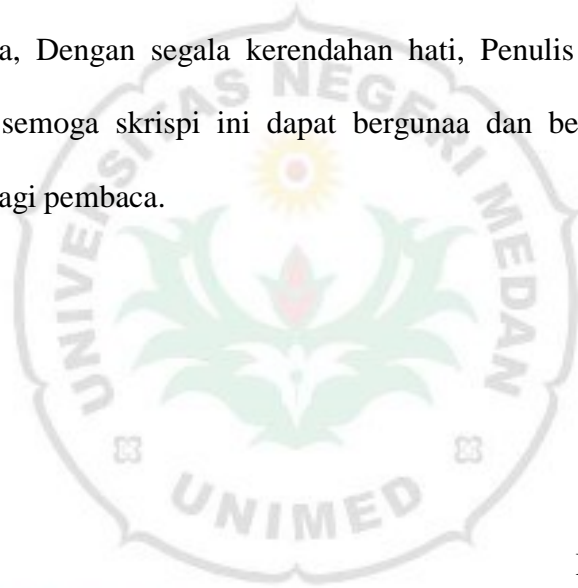 a, Dengan segala kerendahan hati, Penulis
semoga skrispi ini dapat bergunaa dan be
agi pembaca.
UNIVERSITAS NEGERI MEDAN
UNIMED